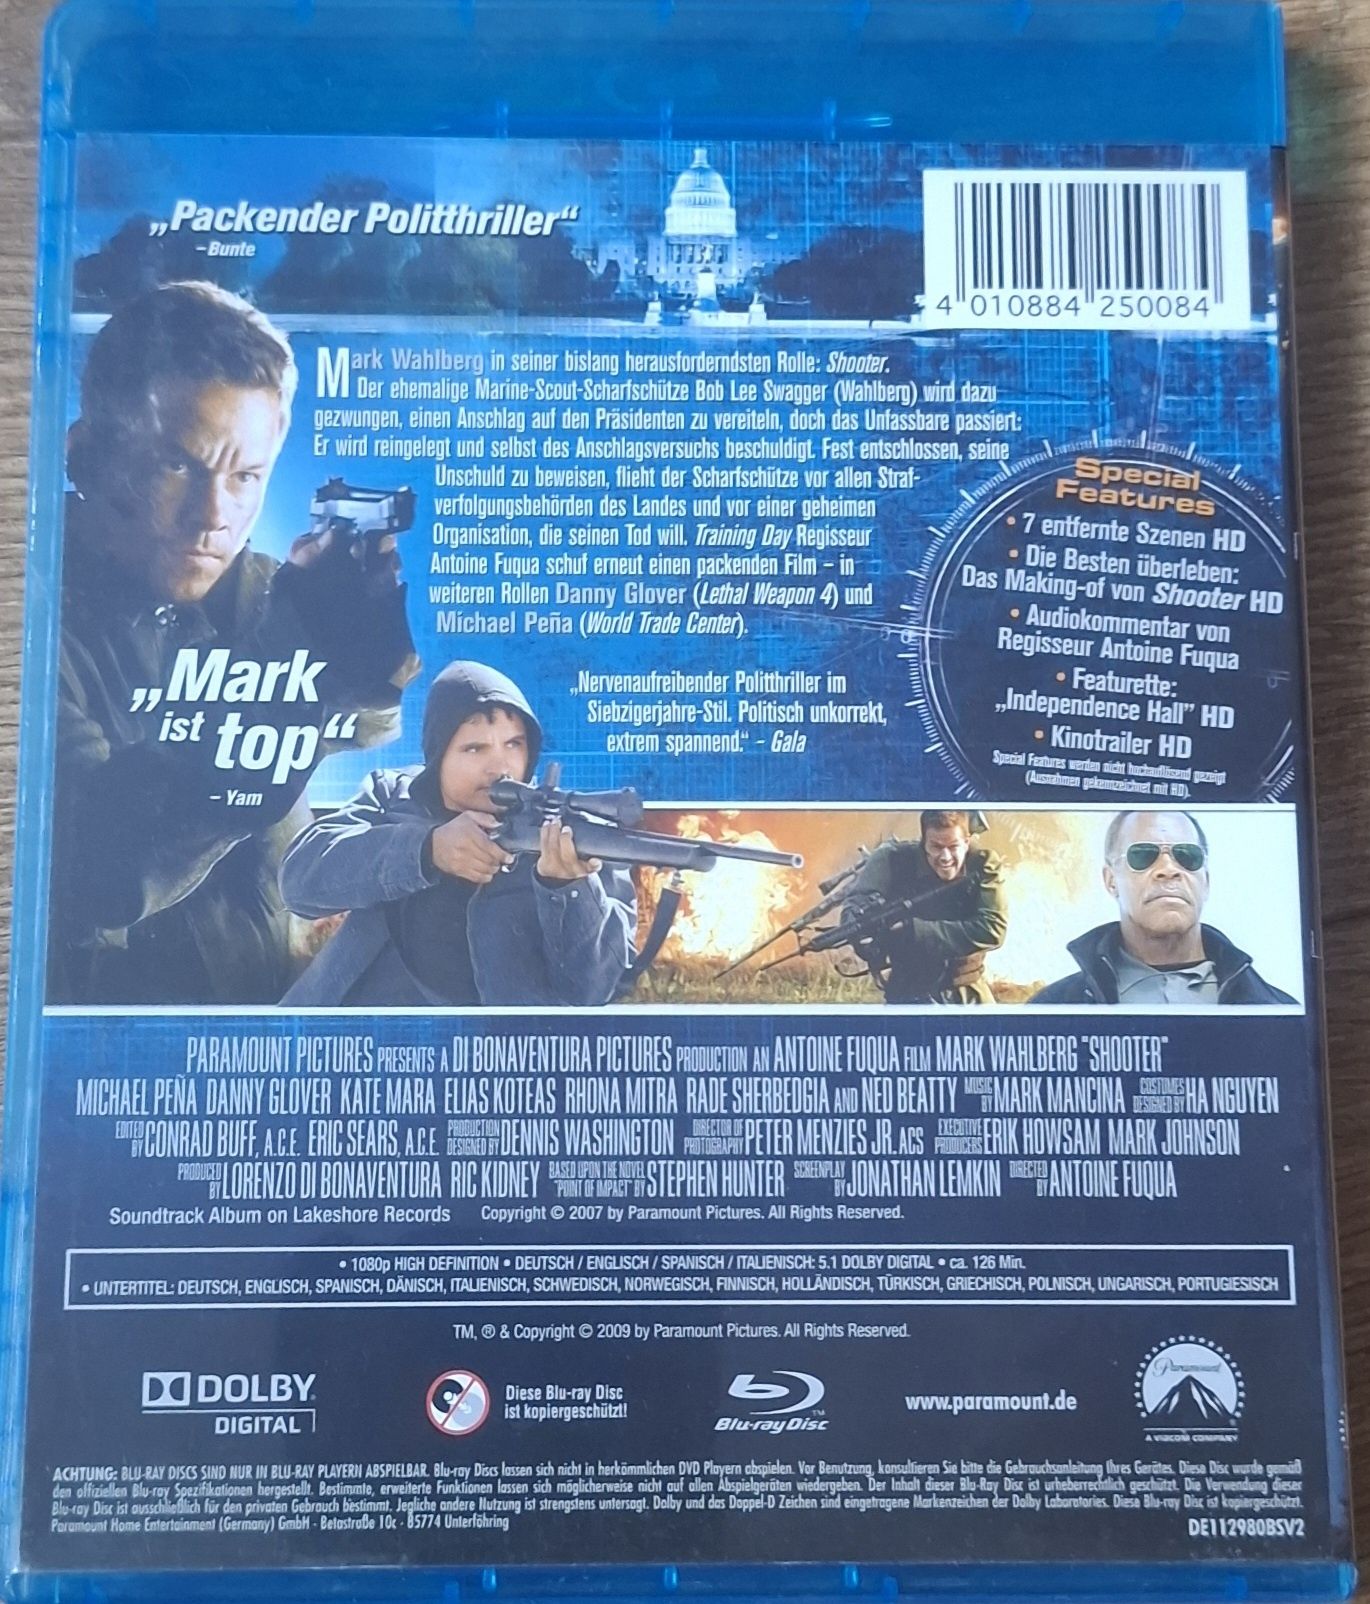 „Packender Politthriller“
–Bunte
4 010884 250084
Mark Wahlberg in seiner bislang herausforderndsten Rolle: Shooter.
Der ehemalige Marine-Scout-Scharfschütze Bob Lee Swagger (Wahlberg) wird dazu
gezwungen, einen Anschlag auf den Präsidenten zu vereiteln, doch das Unfassbare passiert:
Er wird reingelegt und selbst des Anschlagsversuchs beschuldigt. Fest entschlossen, seine
Unschuld zu beweisen, flieht der Scharfschütze vor allen Straf-
verfolgungsbehörden des Landes und vor einer geheimen
Organisation, die seinen Tod will. Training Day Regisseur
Antoine Fuqua schuf erneut einen packenden Film – in
weiteren Rollen Danny Glover (Lethal Weapon 4) und
Michael Peña (World Trade Center).
„Mark
ist top“
– Yam
„Nervenaufreibender Politthriller im
Siebzigerjahre-Stil. Politisch unkorrekt,
extrem spannend.“ – Gala
Special
Features
• 7 entfernte Szenen HD
• Die Besten überleben:
Das Making-of von Shooter HD
• Audiokommentar von
Regisseur Antoine Fuqua
• Featurette:
„Independence Hall” HD
• Kinotrailer HD
Special Features werden nicht hochauflösend gezeigt
(Ausnahmen gekennzeichnet mit HD).
PARAMOUNT PICTURES PRESENTS A DI BONAVENTURA PICTURES PRODUCTION AN ANTOINE FUQUA FILM MARK WAHLBERG "SHOOTER"
MICHAEL PEÑA DANNY GLOVER KATE MARA ELIAS KOTEAS RHONA MITRA RADE SHERBEDGIA AND NED BEATTY MUSIC BY MARK MANCINA COSTUMES DESIGNED BY HA NGUYEN
EDITED BY CONRAD BUFF, A.C.E. ERIC SEARS, A.C.E. PRODUCTION DESIGNED BY DENNIS WASHINGTON DIRECTOR OF PHOTOGRAPHY PETER MENZIES JR. ACS EXECUTIVE PRODUCERS ERIK HOWSAM MARK JOHNSON
PRODUCED BY LORENZO DI BONAVENTURA RIC KIDNEY BASED UPON THE NOVEL "POINT OF IMPACT" BY STEPHEN HUNTER SCREENPLAY BY JONATHAN LEMKIN DIRECTED BY ANTOINE FUQUA
Soundtrack Album on Lakeshore Records Copyright © 2007 by Paramount Pictures. All Rights Reserved.
• 1080p HIGH DEFINITION • DEUTSCH / ENGLISCH / SPANISCH / ITALIENISCH: 5.1 DOLBY DIGITAL • ca. 126 Min.
• UNTERTITEL: DEUTSCH, ENGLISCH, SPANISCH, DÄNISCH, ITALIENISCH, SCHWEDISCH, NORWEGISCH, FINNISCH, HOLLÄNDISCH, TÜRKISCH, GRIECHISCH, POLNISCH, UNGARISCH, PORTUGIESISCH
TM, ® & Copyright © 2009 by Paramount Pictures. All Rights Reserved.
DOLBY
DIGITAL
Diese Blu-ray Disc
ist kopiergeschützt!
Blu-ray Disc™
www.paramount.de
Paramount
A VIACOM COMPANY
ACHTUNG: BLU-RAY DISCS SIND NUR IN BLU-RAY PLAYERN ABSPIELBAR. Blu-ray Discs lassen sich nicht in herkömmlichen DVD Playern abspielen. Vor Benutzung, konsultieren Sie bitte die Gebrauchsanleitung Ihres Gerätes. Diese Disc wurde gemäß
den offiziellen Blu-ray Spezifikationen hergestellt. Bestimmte, erweiterte Funktionen lassen sich möglicherweise nicht auf allen Abspielgeräten wiedergeben. Der Inhalt dieser Blu-Ray Disc ist urheberrechtlich geschützt. Die Verwendung dieser
Blu-ray Disc ist ausschließlich für den privaten Gebrauch bestimmt. Jegliche andere Nutzung ist strengstens untersagt. Dolby und das Doppel-D Zeichen sind eingetragene Markenzeichen der Dolby Laboratories. Diese Blu-ray Disc ist kopiergeschützt.
Paramount Home Entertainment (Germany) GmbH - Betastraße 10c - 85774 Unterföhring
DE112980BSV2